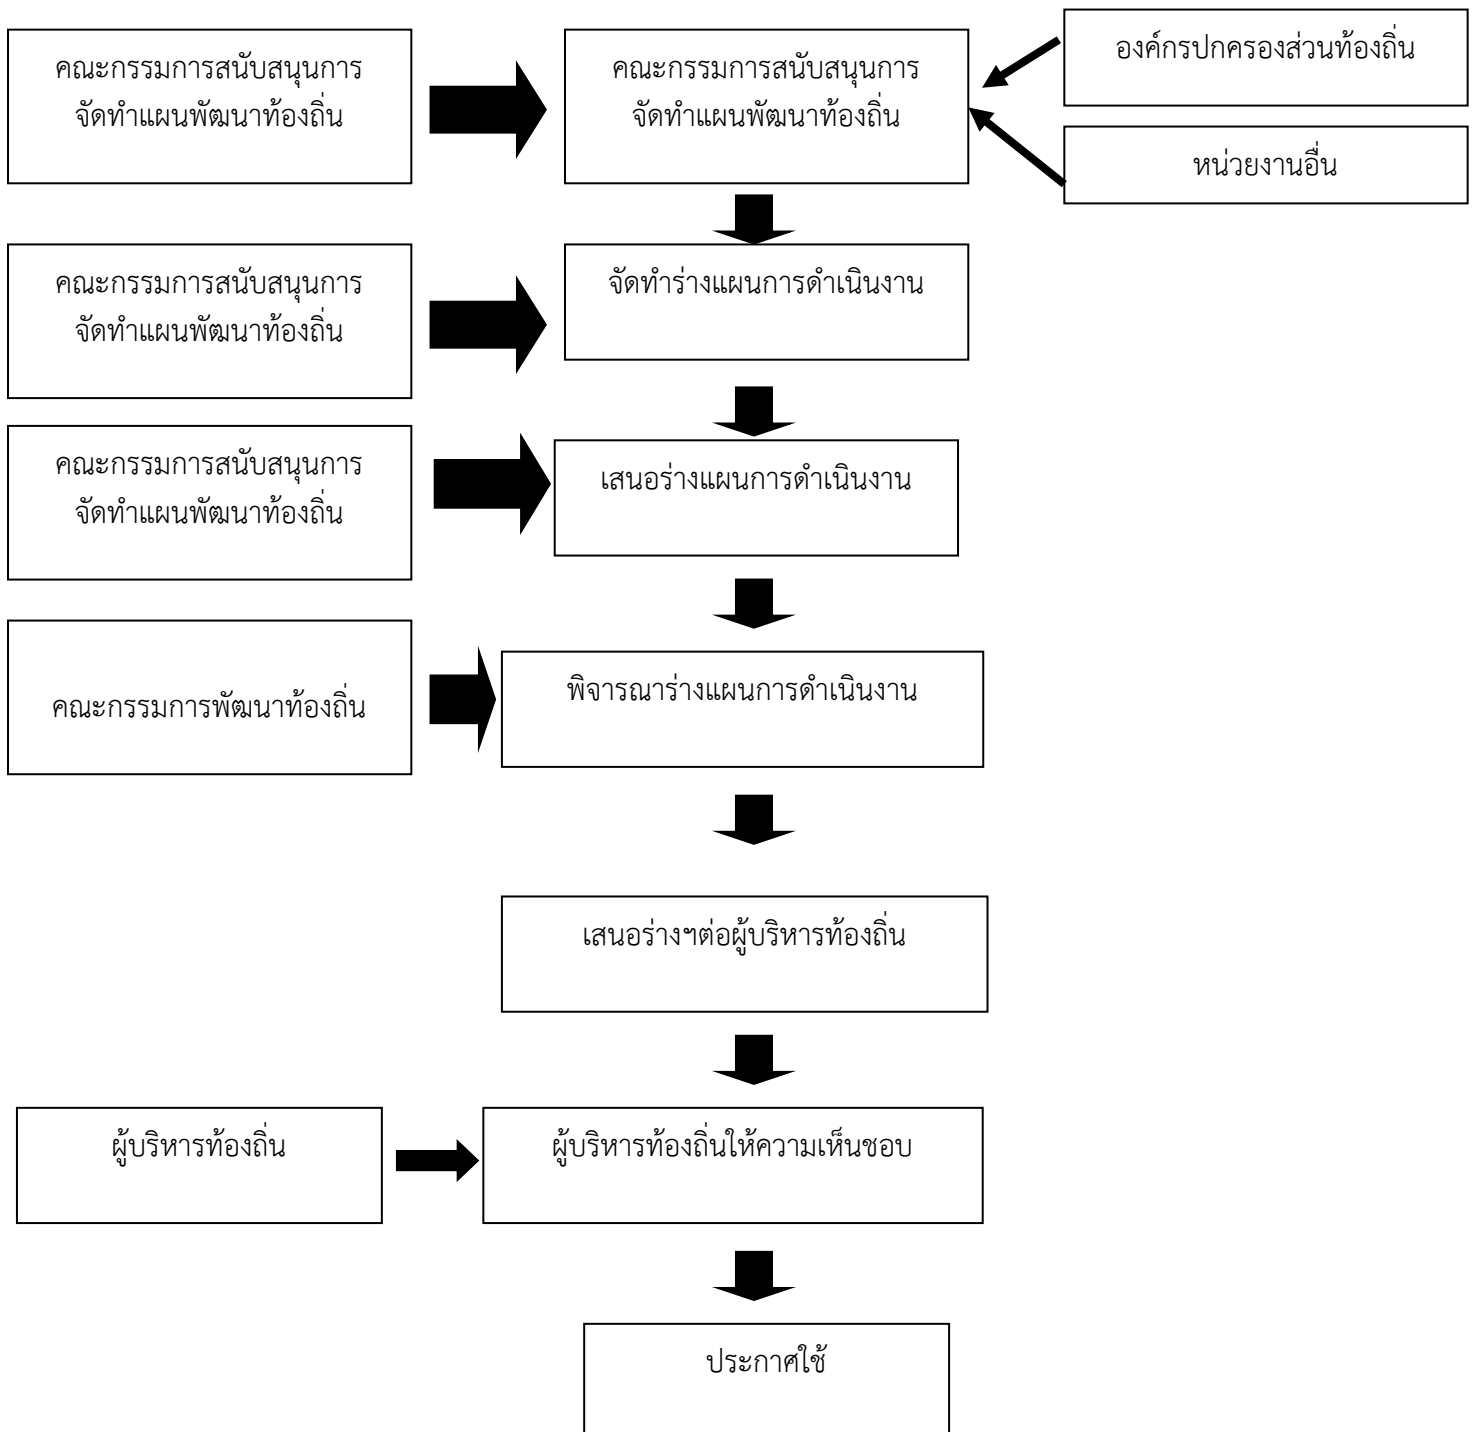 คณะกรรมการสนับสนุนการ
จัดทำแผนพัฒนาท้องถิ่น
คณะกรรมการสนับสนุนการ
จัดทำแผนพัฒนาท้องถิ่น
องค์กรปกครองส่วนท้องถิ่น
หน่วยงานอื่น
คณะกรรมการสนับสนุนการ
จัดทำแผนพัฒนาท้องถิ่น
จัดทำร่างแผนการดำเนินงาน
คณะกรรมการสนับสนุนการ
จัดทำแผนพัฒนาท้องถิ่น
เสนอร่างแผนการดำเนินงาน
คณะกรรมการพัฒนาท้องถิ่น
พิจารณาร่างแผนการดำเนินงาน
เสนอร่างฯต่อผู้บริหารท้องถิ่น
ผู้บริหารท้องถิ่น
ผู้บริหารท้องถิ่นให้ความเห็นชอบ
ประกาศใช้